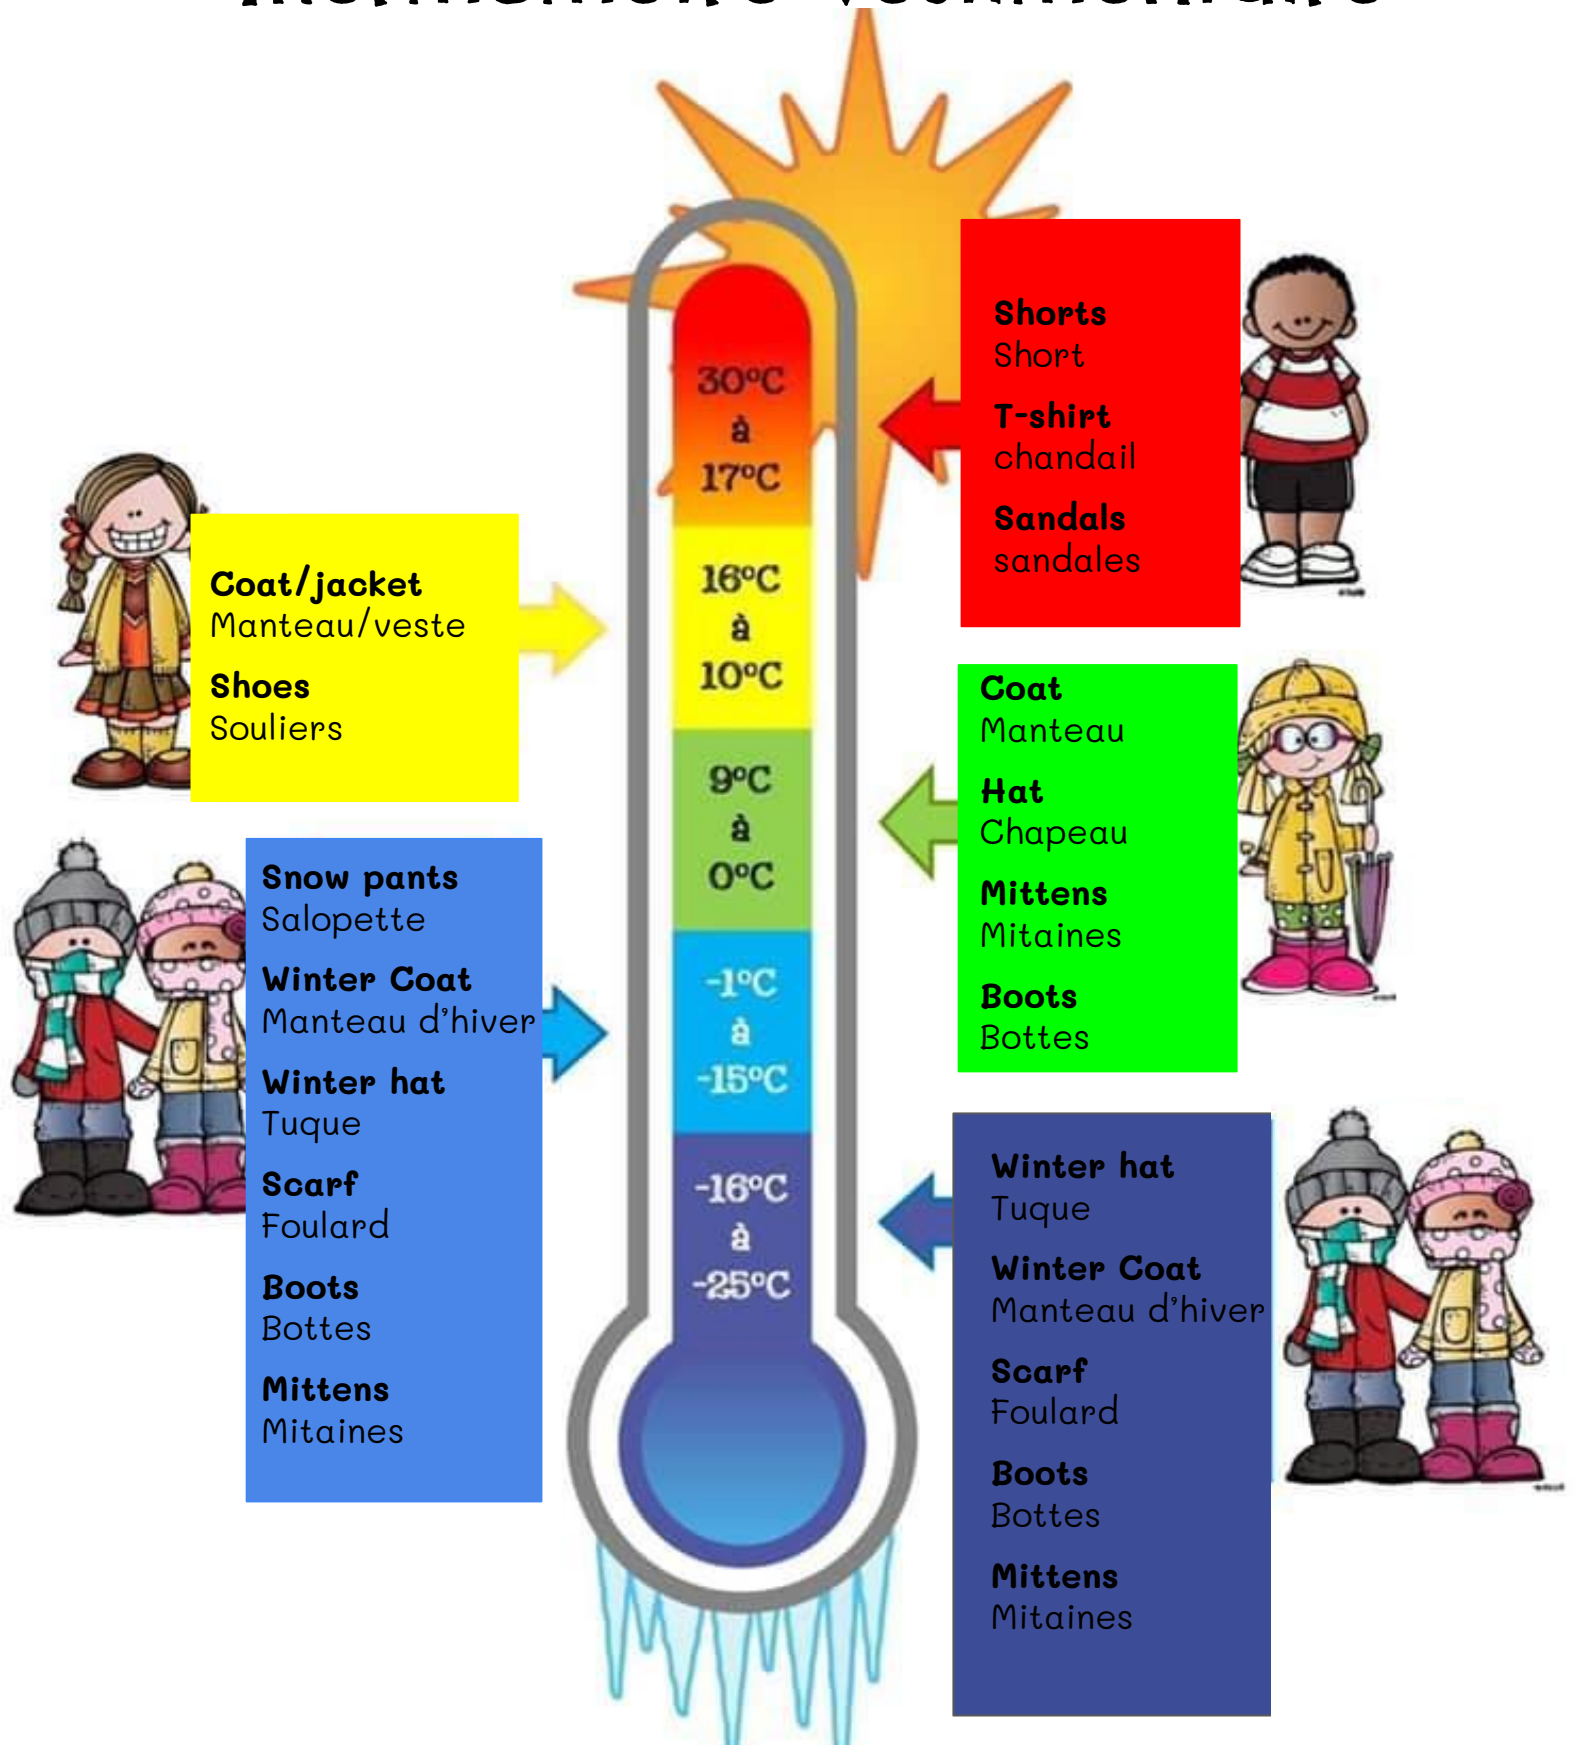 Thermomètre vestimentaire
30°C
à
17°C
16°C
à
10°C
9°C
à
0°C
-1°C
à
-15°C
-16°C
à
-25°C
Shorts
Short
T-shirt
chandail
Sandals
sandales
Coat/jacket
Manteau/veste
Shoes
Souliers
Coat
Manteau
Hat
Chapeau
Mittens
Mitaines
Boots
Bottes
Snow pants
Salopette
Winter Coat
Manteau d'hiver
Winter hat
Tuque
Scarf
Foulard
Boots
Bottes
Mittens
Mitaines
Winter hat
Tuque
Winter Coat
Manteau d'hiver
Scarf
Foulard
Boots
Bottes
Mittens
Mitaines